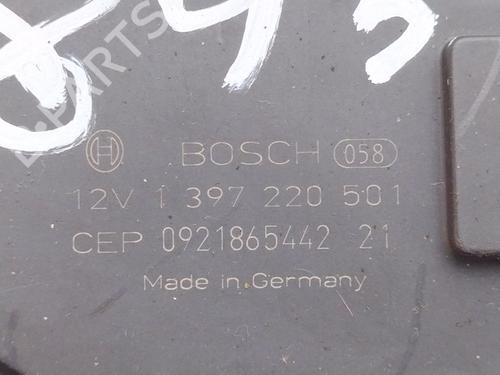 BOSCH 058
12V 1 397 220 501
CEP 0921865442 21
Made in Germany